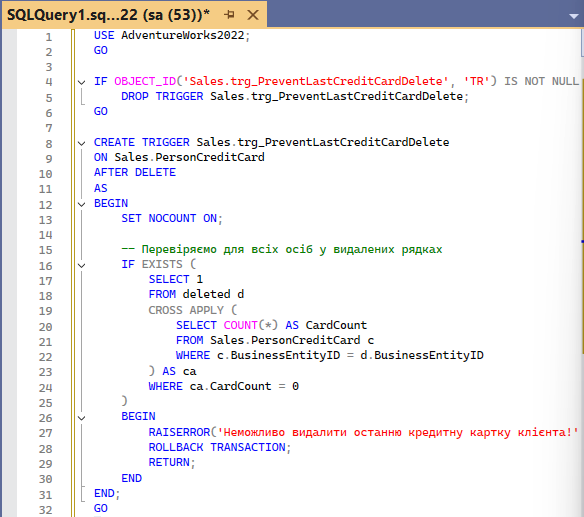 SQLQuery1.sq...22 (sa (53))*
1 USE AdventureWorks2022;
2 GO
3
4 IF OBJECT_ID('Sales.trg_PreventLastCreditCardDelete', 'TR') IS NOT NULL
5 DROP TRIGGER Sales.trg_PreventLastCreditCardDelete;
6 GO
7
8 CREATE TRIGGER Sales.trg_PreventLastCreditCardDelete
9 ON Sales.PersonCreditCard
10 AFTER DELETE
11 AS
12 BEGIN
13 SET NOCOUNT ON;
14
15 -- Перевіряємо для всіх осіб у видалених рядках
16 IF EXISTS (
17 SELECT 1
18 FROM deleted d
19 CROSS APPLY (
20 SELECT COUNT(*) AS CardCount
21 FROM Sales.PersonCreditCard c
22 WHERE c.BusinessEntityID = d.BusinessEntityID
23 ) AS ca
24 WHERE ca.CardCount = 0
25 )
26 BEGIN
27 RAISERROR('Неможливо видалити останню кредитну картку клієнта!'
28 ROLLBACK TRANSACTION;
29 RETURN;
30 END
31 END;
32 GO